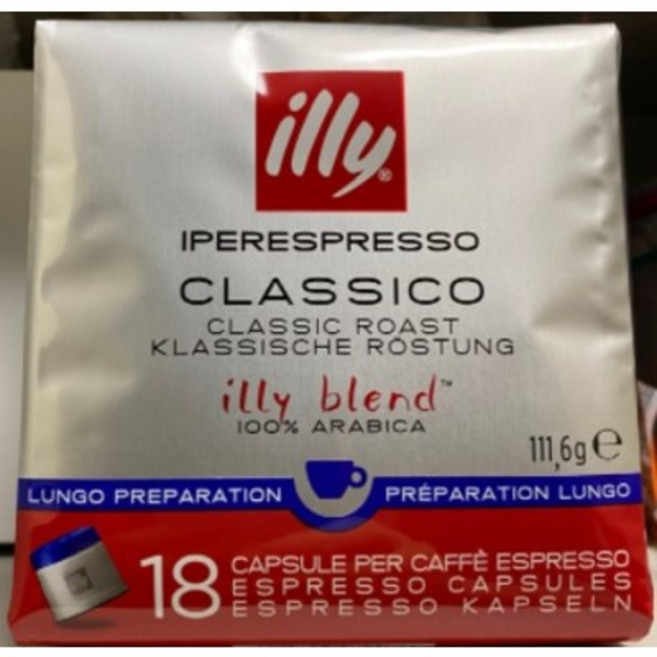 illy®
IPERESPRESSO
CLASSICO
CLASSIC ROAST
KLASSISCHE RÖSTUNG
illy blend™
100% ARABICA
111,6g ℮
LUNGO PREPARATION PRÉPARATION LUNGO
18 CAPSULE PER CAFFÈ ESPRESSO
ESPRESSO CAPSULES
ESPRESSO KAPSELN